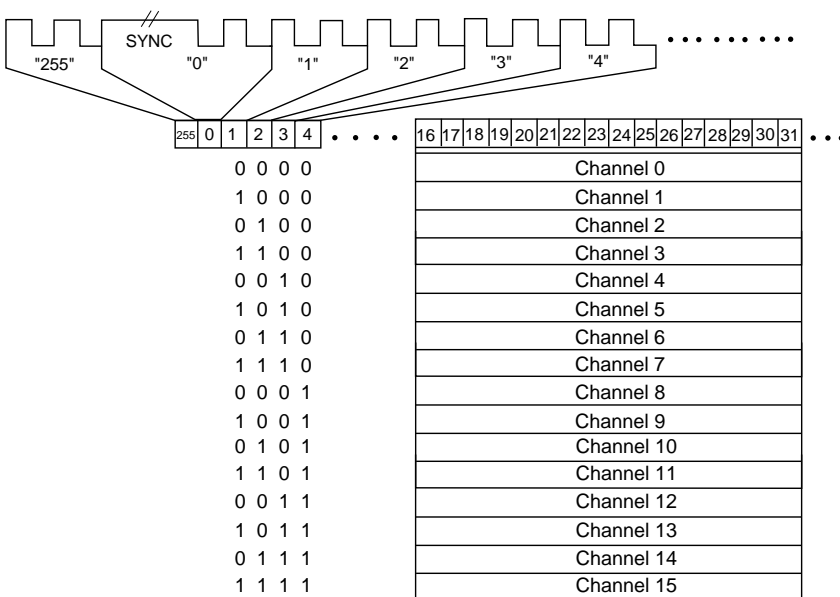 SYNC
"255" "0" "1" "2" "3" "4"
255 0 1 2 3 4 16 17 18 19 20 21 22 23 24 25 26 27 28 29 30 31
0 0 0 0 Channel 0
1 0 0 0 Channel 1
0 1 0 0 Channel 2
1 1 0 0 Channel 3
0 0 1 0 Channel 4
1 0 1 0 Channel 5
0 1 1 0 Channel 6
1 1 1 0 Channel 7
0 0 0 1 Channel 8
1 0 0 1 Channel 9
0 1 0 1 Channel 10
1 1 0 1 Channel 11
0 0 1 1 Channel 12
1 0 1 1 Channel 13
0 1 1 1 Channel 14
1 1 1 1 Channel 15